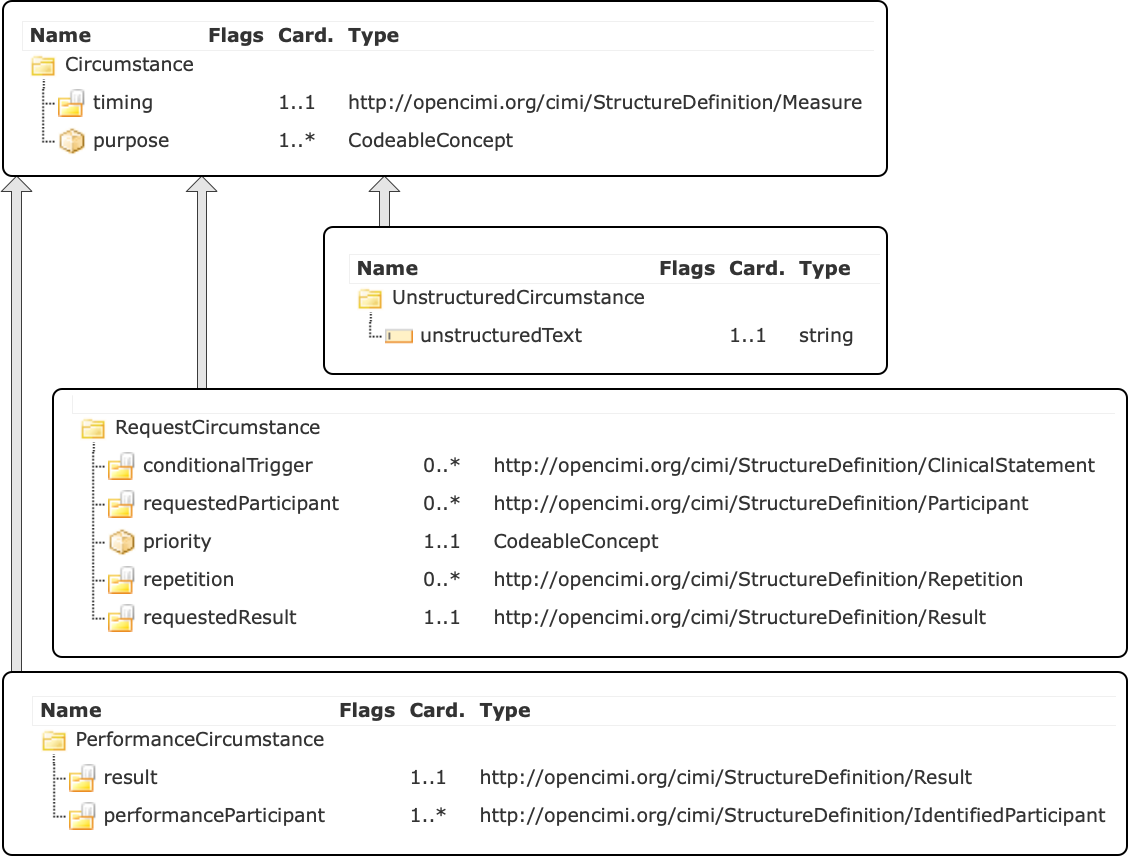 Name Flags Card. Type
Circumstance
timing 1..1 http://opencimi.org/cimi/StructureDefinition/Measure
purpose 1..* CodeableConcept
Name Flags Card. Type
UnstructuredCircumstance
unstructuredText 1..1 string
RequestCircumstance
conditionalTrigger 0..* http://opencimi.org/cimi/StructureDefinition/ClinicalStatement
requestedParticipant 0..* http://opencimi.org/cimi/StructureDefinition/Participant
priority 1..1 CodeableConcept
repetition 0..* http://opencimi.org/cimi/StructureDefinition/Repetition
requestedResult 1..1 http://opencimi.org/cimi/StructureDefinition/Result
Name Flags Card. Type
PerformanceCircumstance
result 1..1 http://opencimi.org/cimi/StructureDefinition/Result
performanceParticipant 1..* http://opencimi.org/cimi/StructureDefinition/IdentifiedParticipant